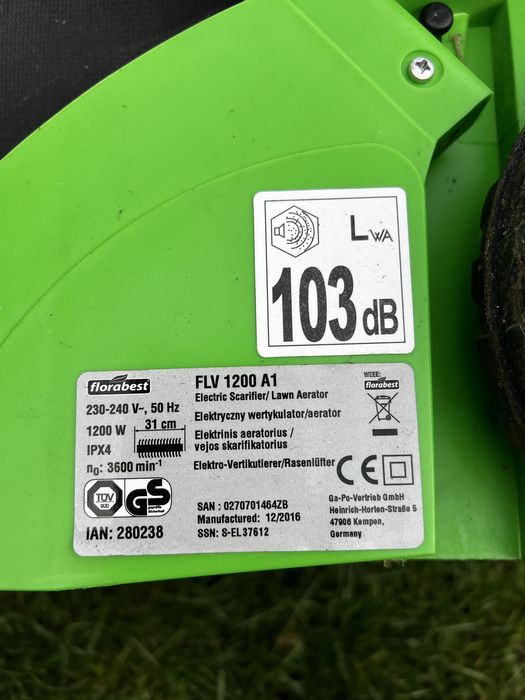 LWA
103 dB
florabest
FLV 1200 A1
WEEE:
florabest
230-240 V~, 50 Hz
Electric Scarifier/ Lawn Aerator
1200 W
31 cm
Elektryczny wertykulator/aerator
IPX4
Elektrinis aeratorius /
vejos skarifikatorius
n₀: 3600 min⁻¹
Elektro-Vertikutierer/Rasenlüfter
CE
TÜV
SÜD
GS
geprüfte
Sicherheit
IAN: 280238
SAN : 0270701464ZB
Manufactured: 12/2016
SSN: S-EL37612
Ga-Po-Vertrieb GmbH
Heinrich-Horten-Straße 5
47906 Kempen,
Germany